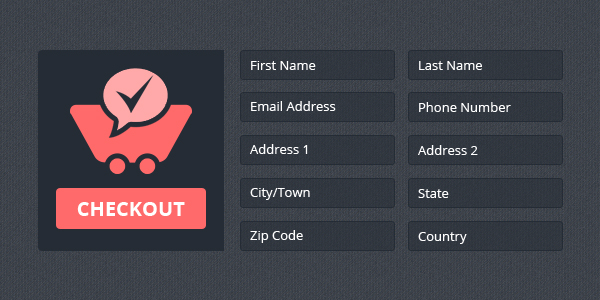 First Name
Last Name
Email Address
Phone Number
Address 1
Address 2
City/Town
State
Zip Code
Country
CHECKOUT